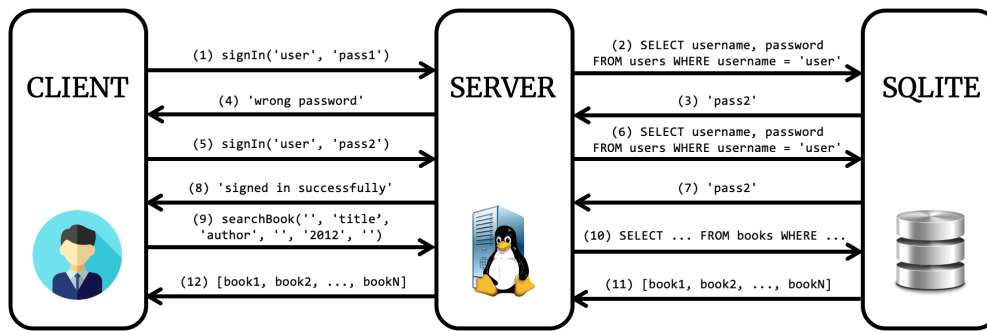 CLIENT
SERVER
SQLITE
(1) signIn('user', 'pass1')
(2) SELECT username, password
FROM users WHERE username = 'user'
(3) 'pass2'
(4) 'wrong password'
(5) signIn('user', 'pass2')
(6) SELECT username, password
FROM users WHERE username = 'user'
(7) 'pass2'
(8) 'signed in successfully'
(9) searchBook('', 'title’,
'author', '', '2012', '')
(10) SELECT ... FROM books WHERE ...
(11) [book1, book2, ..., bookN]
(12) [book1, book2, ..., bookN]